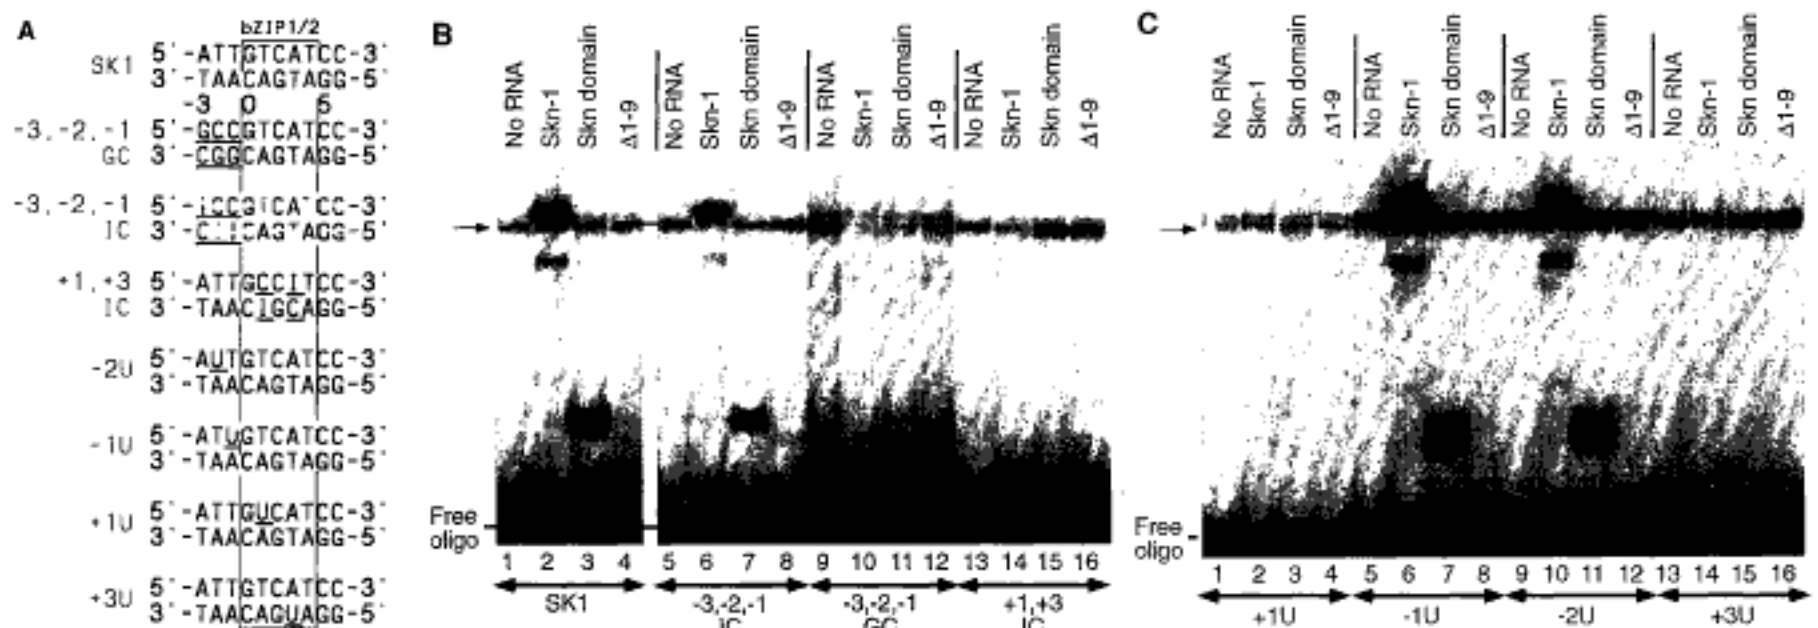 A
bZIP1/2
SK1
5'-ATTGTCATCC-3'
3'-TAACAGTAGG-5'
-3 0 5
-3,-2,-1
GC
5'-GCCGTCATCC-3'
3'-CGGCAGTAGG-5'
-3,-2,-1
IC
+1,+3
IC
5'-ATTGCCITCC-3'
3'-TAACIGCAGG-5'
-2U
5'-AUTGTCATCC-3'
3'-TAACAGTAGG-5'
-1U
5'-ATUGTCATCC-3'
3'-TAACAGTAGG-5'
+1U
5'-ATTGUCATCC-3'
3'-TAACAGTAGG-5'
+3U
5'-ATTGTCATCC-3'
3'-TAACAGUAGG-5'
B
No RNA Skn-1 Skn domain Δ1-9 No RNA Skn-1 Skn domain Δ1-9 No RNA Skn-1 Skn domain Δ1-9 No RNA Skn-1 Skn domain Δ1-9
Free
oligo
1 2 3 4 5 6 7 8 9 10 11 12 13 14 15 16
SK1 -3,-2,-1 -3,-2,-1 +1,+3
IC GC IC
C
No RNA Skn-1 Skn domain Δ1-9 No RNA Skn-1 Skn domain Δ1-9 No RNA Skn-1 Skn domain Δ1-9 No RNA Skn-1 Skn domain Δ1-9
Free
oligo
1 2 3 4 5 6 7 8 9 10 11 12 13 14 15 16
+1U -1U -2U +3U